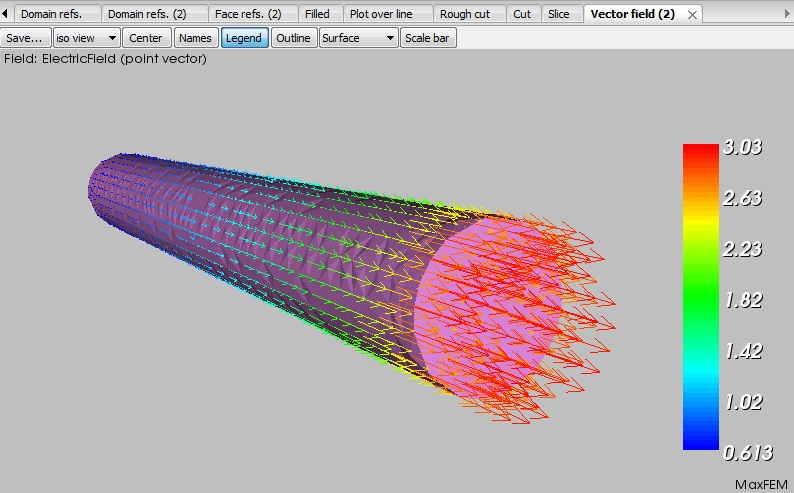 Domain refs. Domain refs. (2) Face refs. (2) Filled Plot over line Rough cut Cut Slice Vector field (2)
Save... iso view Center Names Legend Outline Surface Scale bar
Field: ElectricField (point vector)
3.03
2.63
2.23
1.82
1.42
1.02
0.613
MaxFEM